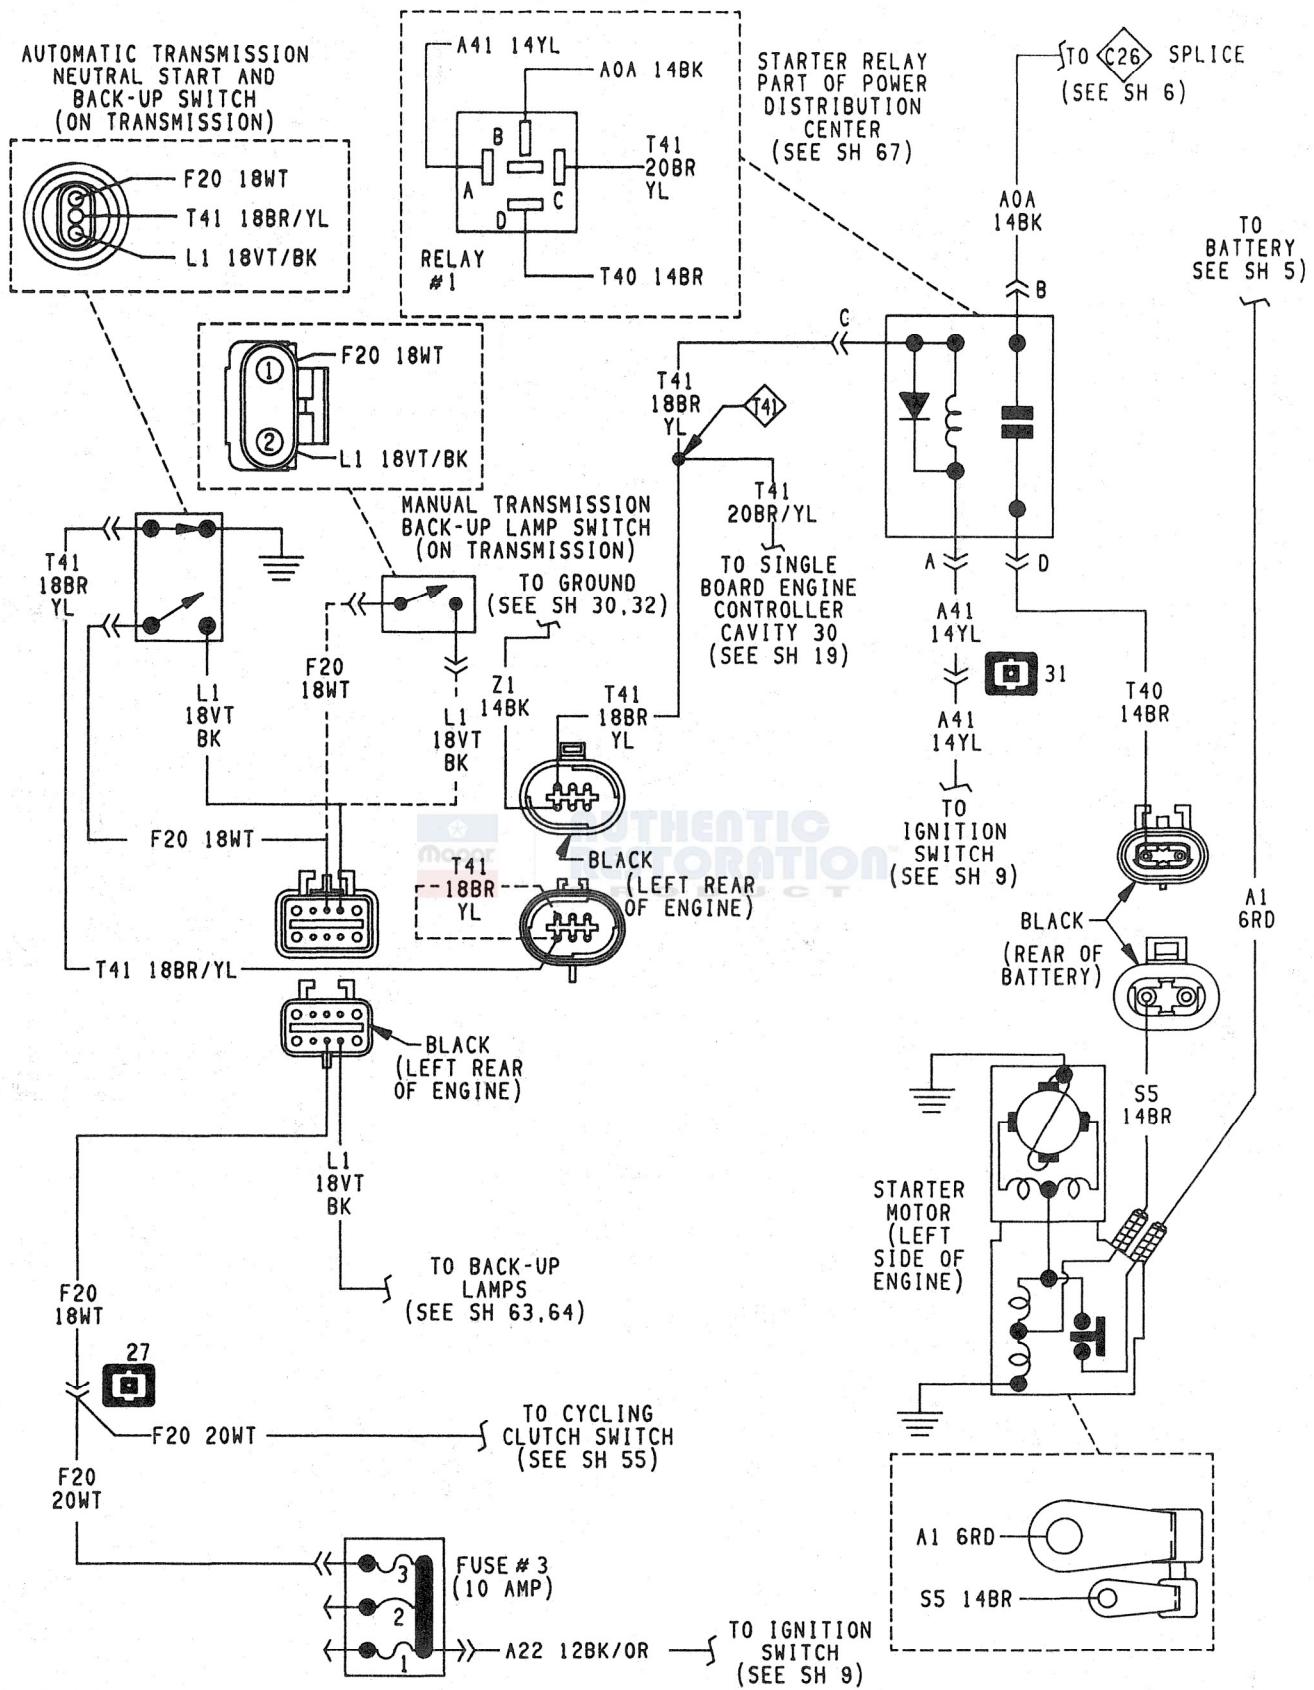 AUTOMATIC TRANSMISSION
NEUTRAL START AND
BACK-UP SWITCH
(ON TRANSMISSION)
F20 18WT
T41 18BR/YL
L1 18VT/BK
A41 14YL
A0A 14BK
B
A
C
D
T41
20BR
YL
RELAY
#1
T40 14BR
STARTER RELAY
PART OF POWER
DISTRIBUTION
CENTER
(SEE SH 67)
TO C26 SPLICE
(SEE SH 6)
A0A
14BK
B
TO
BATTERY
SEE SH 5)
1
F20 18WT
2
L1 18VT/BK
C
T41
18BR
YL
T41
T41
20BR/YL
TO SINGLE
BOARD ENGINE
CONTROLLER
CAVITY 30
(SEE SH 19)
MANUAL TRANSMISSION
BACK-UP LAMP SWITCH
(ON TRANSMISSION)
TO GROUND
(SEE SH 30,32)
T41
18BR
YL
A
D
A41
14YL
31
A41
14YL
TO
IGNITION
SWITCH
(SEE SH 9)
T40
14BR
L1
18VT
BK
F20
18WT
L1
18VT
BK
Z1
14BK
T41
18BR
YL
F20 18WT
Mopar
AUTHENTIC
RESTORATION
PRODUCT
T41
18BR
YL
BLACK
(LEFT REAR
OF ENGINE)
T41 18BR/YL
BLACK
(REAR OF
BATTERY)
A1
6RD
BLACK
(LEFT REAR
OF ENGINE)
L1
18VT
BK
S5
14BR
STARTER
MOTOR
(LEFT
SIDE OF
ENGINE)
TO BACK-UP
LAMPS
(SEE SH 63,64)
F20
18WT
27
F20 20WT
TO CYCLING
CLUTCH SWITCH
(SEE SH 55)
F20
20WT
3
2
1
FUSE #3
(10 AMP)
A22 12BK/OR
TO IGNITION
SWITCH
(SEE SH 9)
A1 6RD
S5 14BR